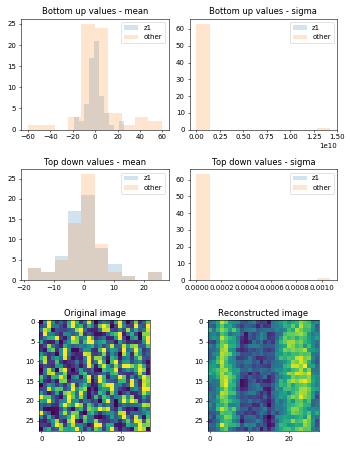 Bottom up values - mean
Bottom up values - sigma
25
20
15
10
5
0
−60 −40 −20 0 20 40 60
z1
other
60
50
40
30
20
10
0
0.00 0.25 0.50 0.75 1.00 1.25 1.50
1e10
z1
other
Top down values - mean
Top down values - sigma
25
20
15
10
5
0
−20 −10 0 10 20
z1
other
60
50
40
30
20
10
0
0.0000 0.0002 0.0004 0.0006 0.0008 0.0010
z1
other
Original image
Reconstructed image
0
5
10
15
20
25
0 10 20
0
5
10
15
20
25
0 10 20